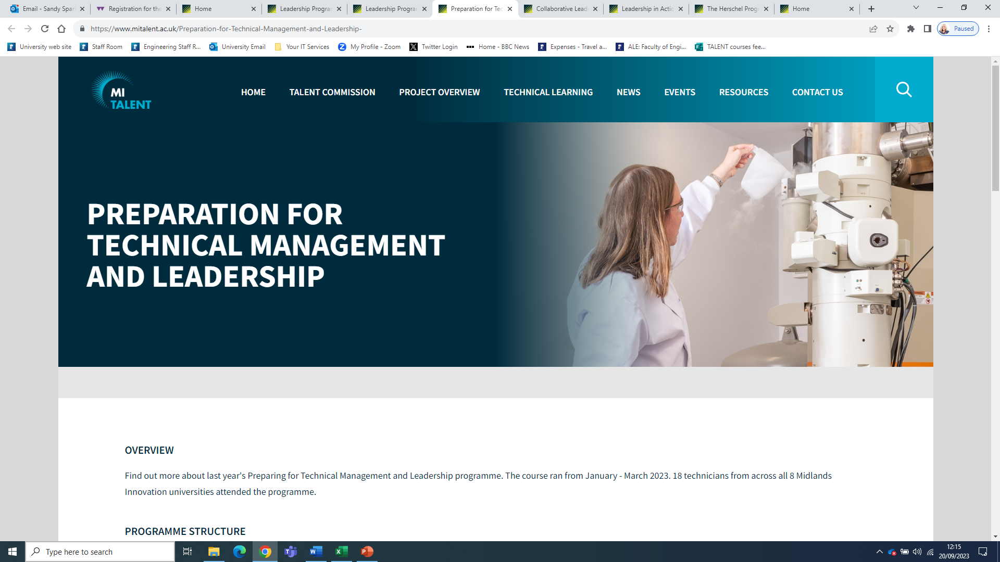 Email - Sandy Spar
Registration for the
Home
Leadership Progra
Leadership Progra
Preparation for Tec
Collaborative Lead
Leadership in Actio
The Herschel Prog
Home
https://www.mitalent.ac.uk/Preparation-for-Technical-Management-and-Leadership-
Paused
University web site
Staff Room
Engineering Staff R...
University Email
Your IT Services
My Profile - Zoom
Twitter Login
Home - BBC News
Expenses - Travel a...
ALE: Faculty of Engi...
TALENT courses fee...
MI
TALENT
HOME
TALENT COMMISSION
PROJECT OVERVIEW
TECHNICAL LEARNING
NEWS
EVENTS
RESOURCES
CONTACT US
PREPARATION FOR
TECHNICAL MANAGEMENT
AND LEADERSHIP
OVERVIEW
Find out more about last year's Preparing for Technical Management and Leadership programme. The course ran from January - March 2023. 18 technicians from across all 8 Midlands
Innovation universities attended the programme.
PROGRAMME STRUCTURE
Type here to search
12:15
20/09/2023